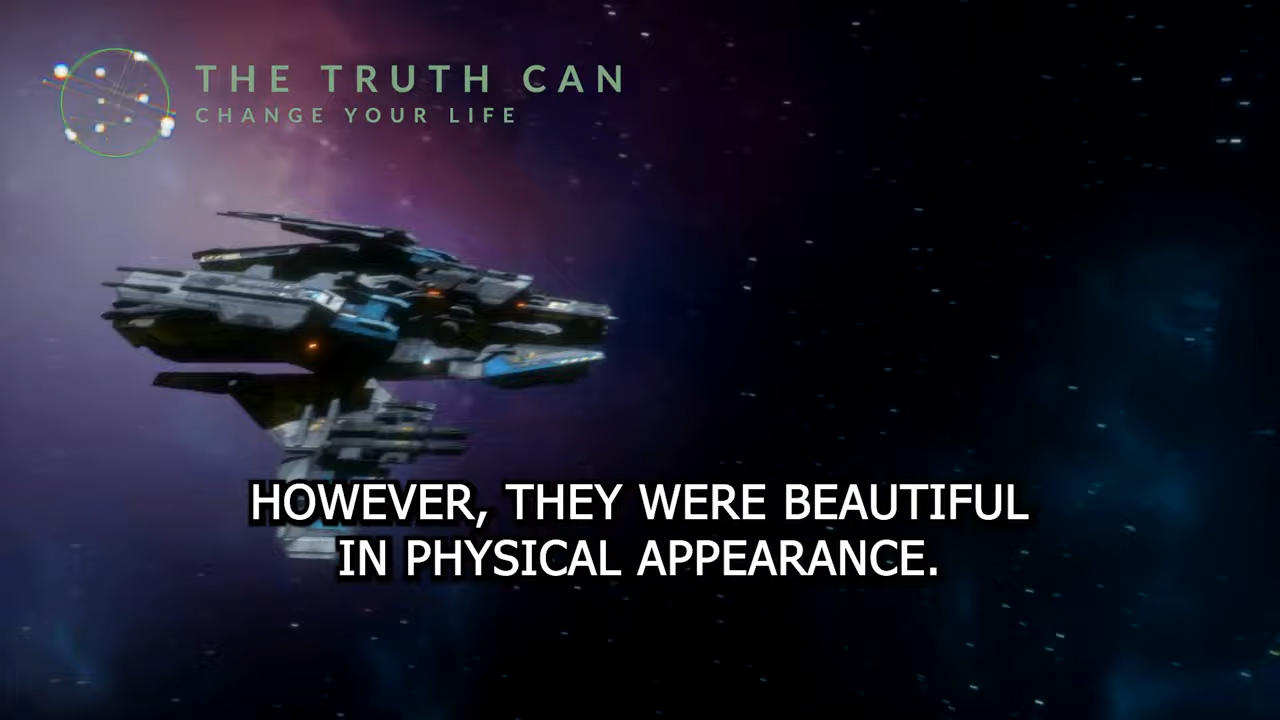 THE TRUTH CAN
CHANGE YOUR LIFE
HOWEVER, THEY WERE BEAUTIFUL
IN PHYSICAL APPEARANCE.